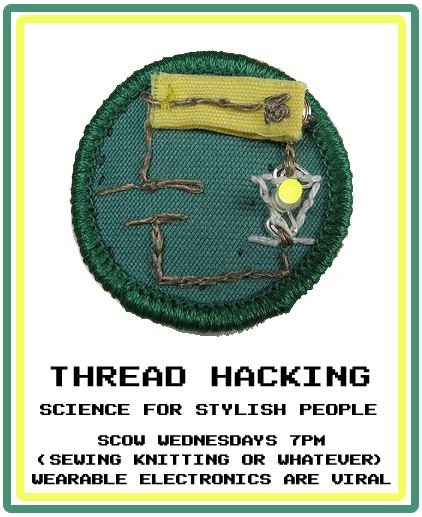 THREAD HACKING
SCIENCE FOR STYLISH PEOPLE
SCOW WEDNESDAYS 7PM
(SEWING KNITTING OR WHATEVER)
WEARABLE ELECTRONICS ARE VIRAL